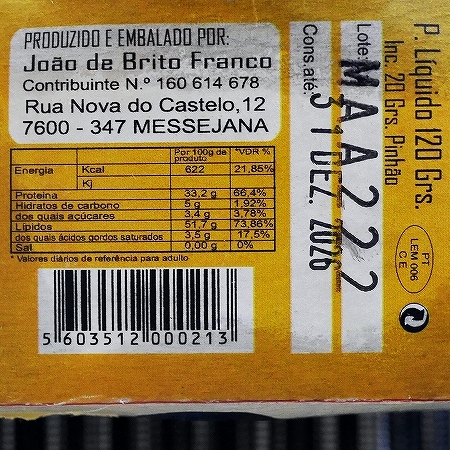 PRODUZIDO E EMBALADO POR:
João de Brito Franco
Contribuinte N.º 160 614 678
Rua Nova do Castelo,12
7600 - 347 MESSEJANA
Por 100g de produto *VDR %
Energia Kcal 622 21,85%
Kj
Proteina 33,2 g 66,4%
Hidratos de carbono 5 g 1,92%
dos quais açúcares 3,4 g 3,78%
Lípidos 51,7 g 73,86%
dos quais ácidos gordos saturados 3,5 g 17,5%
Sal 0,00 g 0%
* Valores diários de referência para adulto
5 603512 000213
Cons.até: 31 DEZ. 2026
Lote: MAA222
P. Líquido 120 Grs.
Inc. 20 Grs. Pinhão
PT
LEM 006
C E